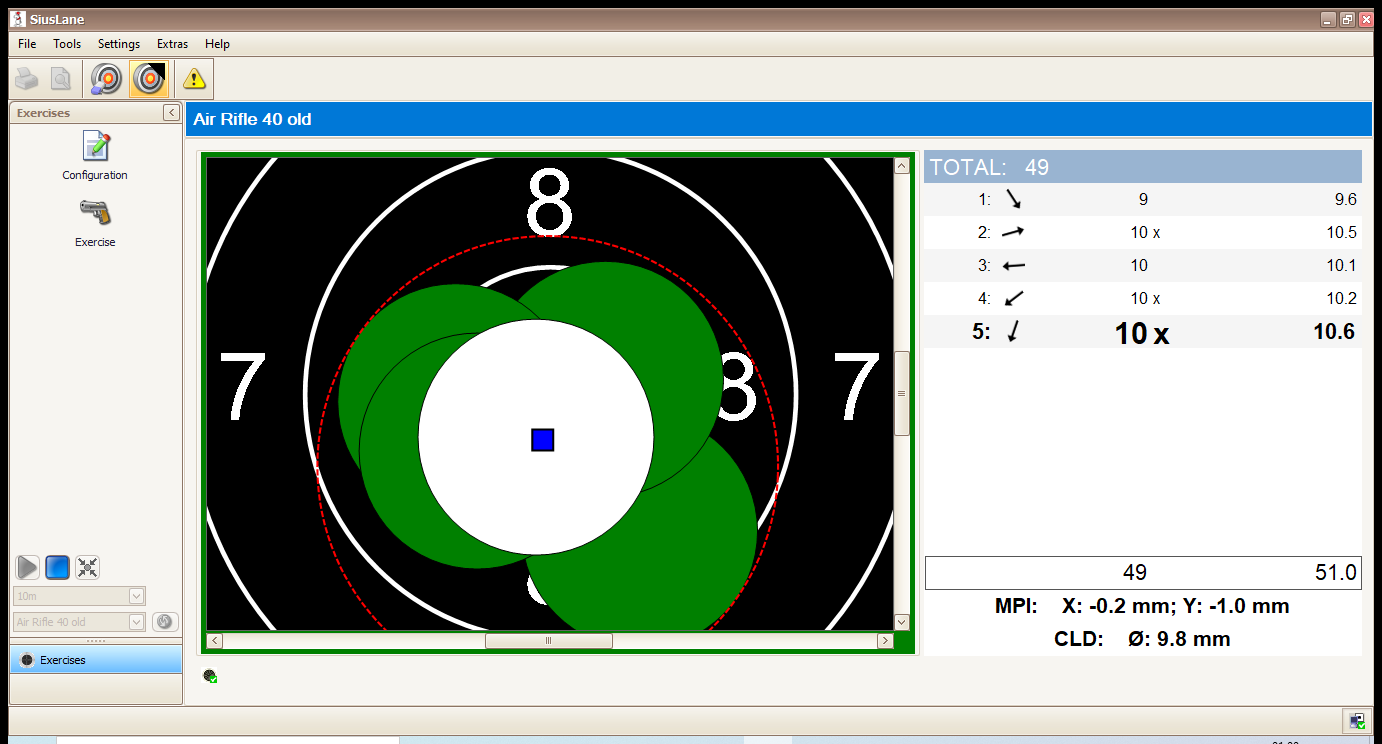 SiusLane
File Tools Settings Extras Help
Exercises
Configuration
Exercise
10m
Air Rifle 40 old
Exercises
Air Rifle 40 old
8
7 8 7
TOTAL: 49
1: 9 9.6
2: 10 x 10.5
3: 10 10.1
4: 10 x 10.2
5: 10 x 10.6
49 51.0
MPI: X: -0.2 mm; Y: -1.0 mm
CLD: Ø: 9.8 mm